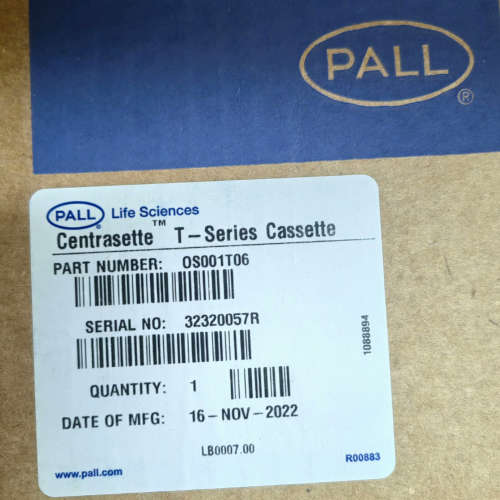 PALL
®
PALL Life Sciences
Centrasette™ T-Series Cassette
PART NUMBER: OS001T06
SERIAL NO: 32320057R
QUANTITY: 1
DATE OF MFG: 16-NOV-2022
LB0007.00
1088894
www.pall.com
R00883